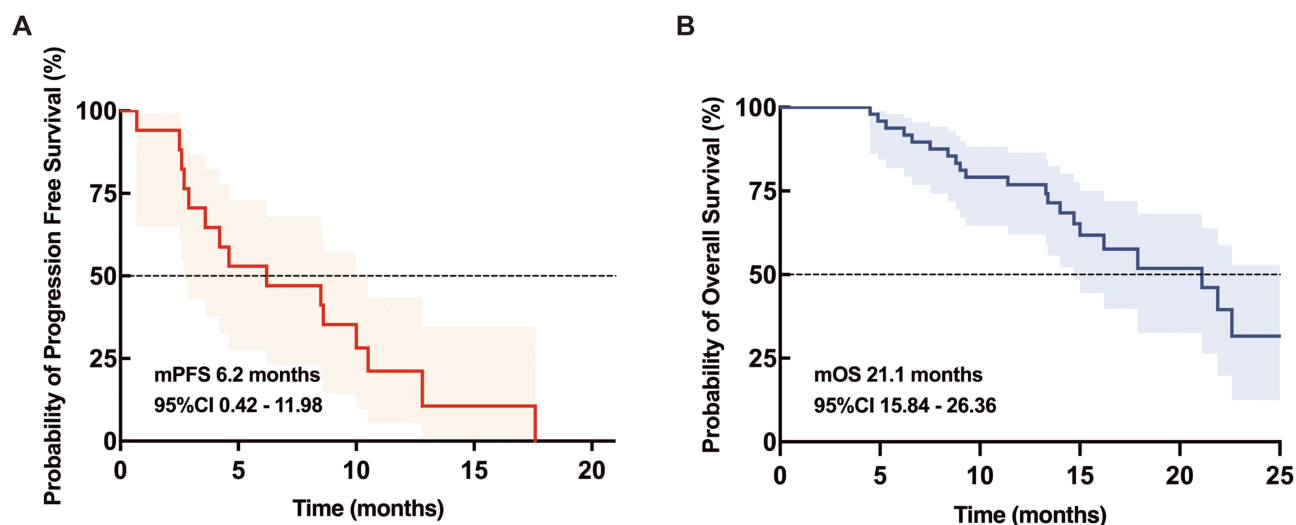 A
Probability of Progression Free Survival (%)
100
75
50
25
0
mPFS 6.2 months
95%CI 0.42 - 11.98
0 5 10 15 20
Time (months)
B
Probability of Overall Survival (%)
100
75
50
25
0
mOS 21.1 months
95%CI 15.84 - 26.36
0 5 10 15 20 25
Time (months)